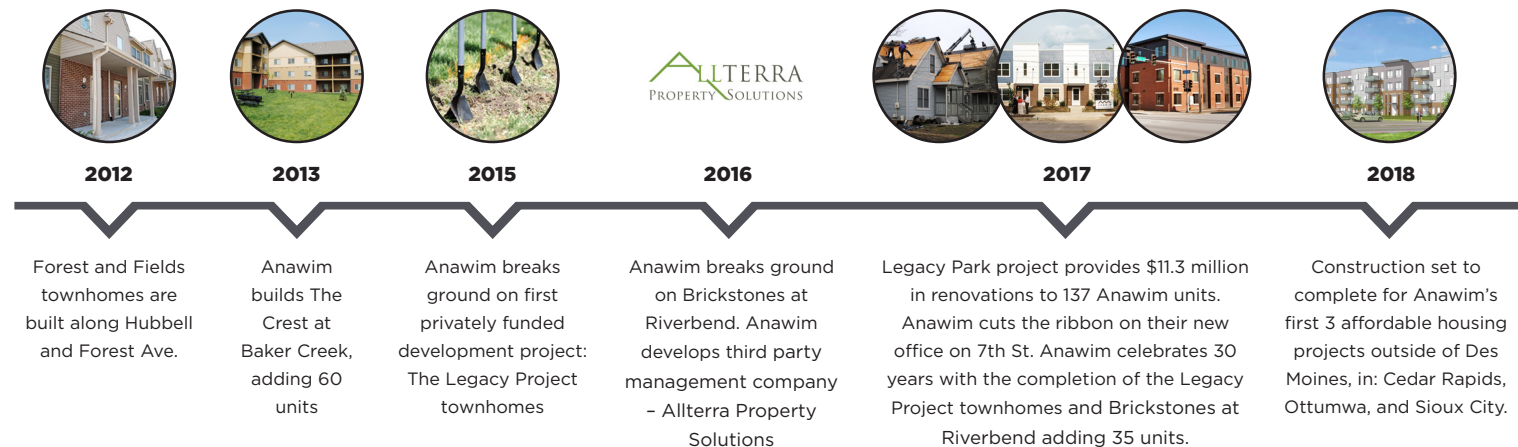 ALLTERRA
PROPERTY SOLUTIONS
2012
Forest and Fields
townhomes are
built along Hubbell
and Forest Ave.
2013
Anawim
builds The
Crest at
Baker Creek,
adding 60
units
2015
Anawim breaks
ground on first
privately funded
development project:
The Legacy Project
townhomes
2016
Anawim breaks ground
on Brickstones at
Riverbend. Anawim
develops third party
management company
– Allterra Property
Solutions
2017
Legacy Park project provides $11.3 million
in renovations to 137 Anawim units.
Anawim cuts the ribbon on their new
office on 7th St. Anawim celebrates 30
years with the completion of the Legacy
Project townhomes and Brickstones at
Riverbend adding 35 units.
2018
Construction set to
complete for Anawim’s
first 3 affordable housing
projects outside of Des
Moines, in: Cedar Rapids,
Ottumwa, and Sioux City.